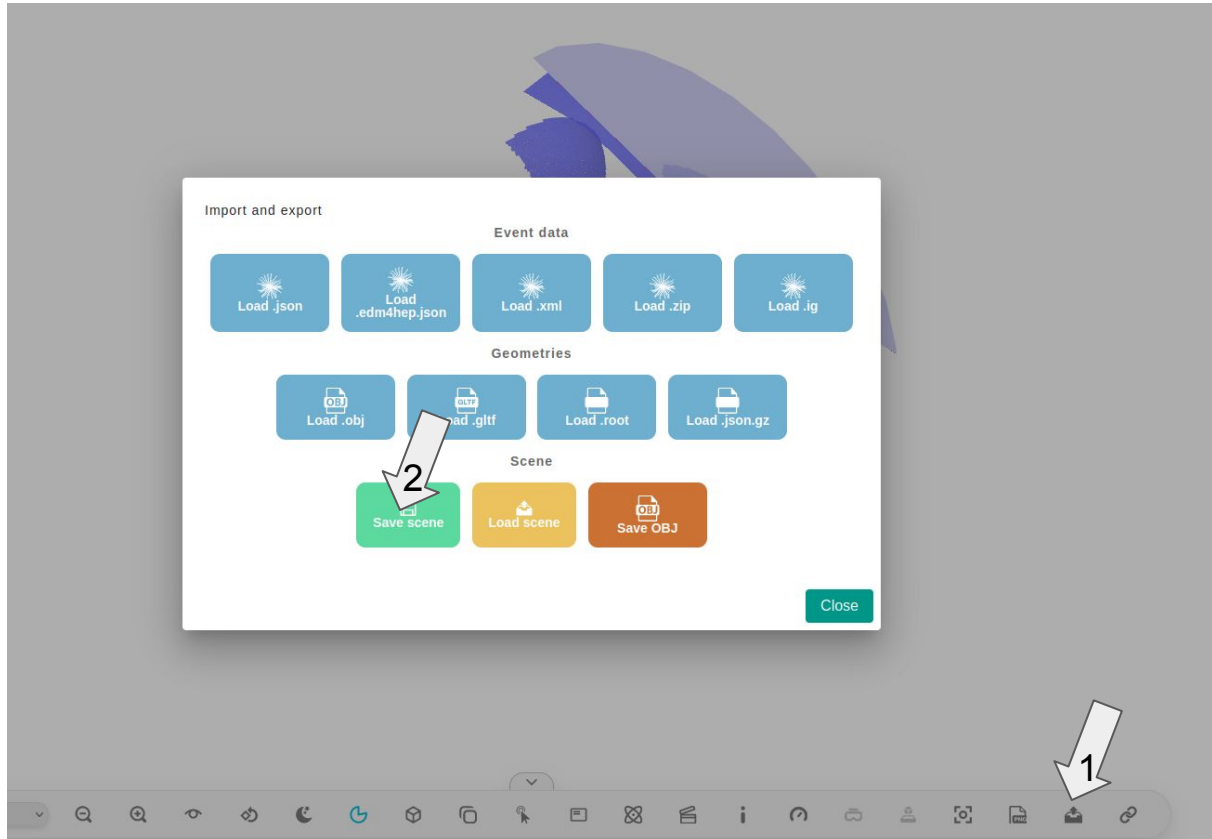 Import and export
Event data
Load .json
Load
.edm4hep.json
Load .xml
Load .zip
Load .ig
Geometries
OBJ
Load .obj
GLTF
Load .gltf
Load .root
Load .json.gz
Scene
2
Save scene
Load scene
OBJ
Save OBJ
Close
1
PNG